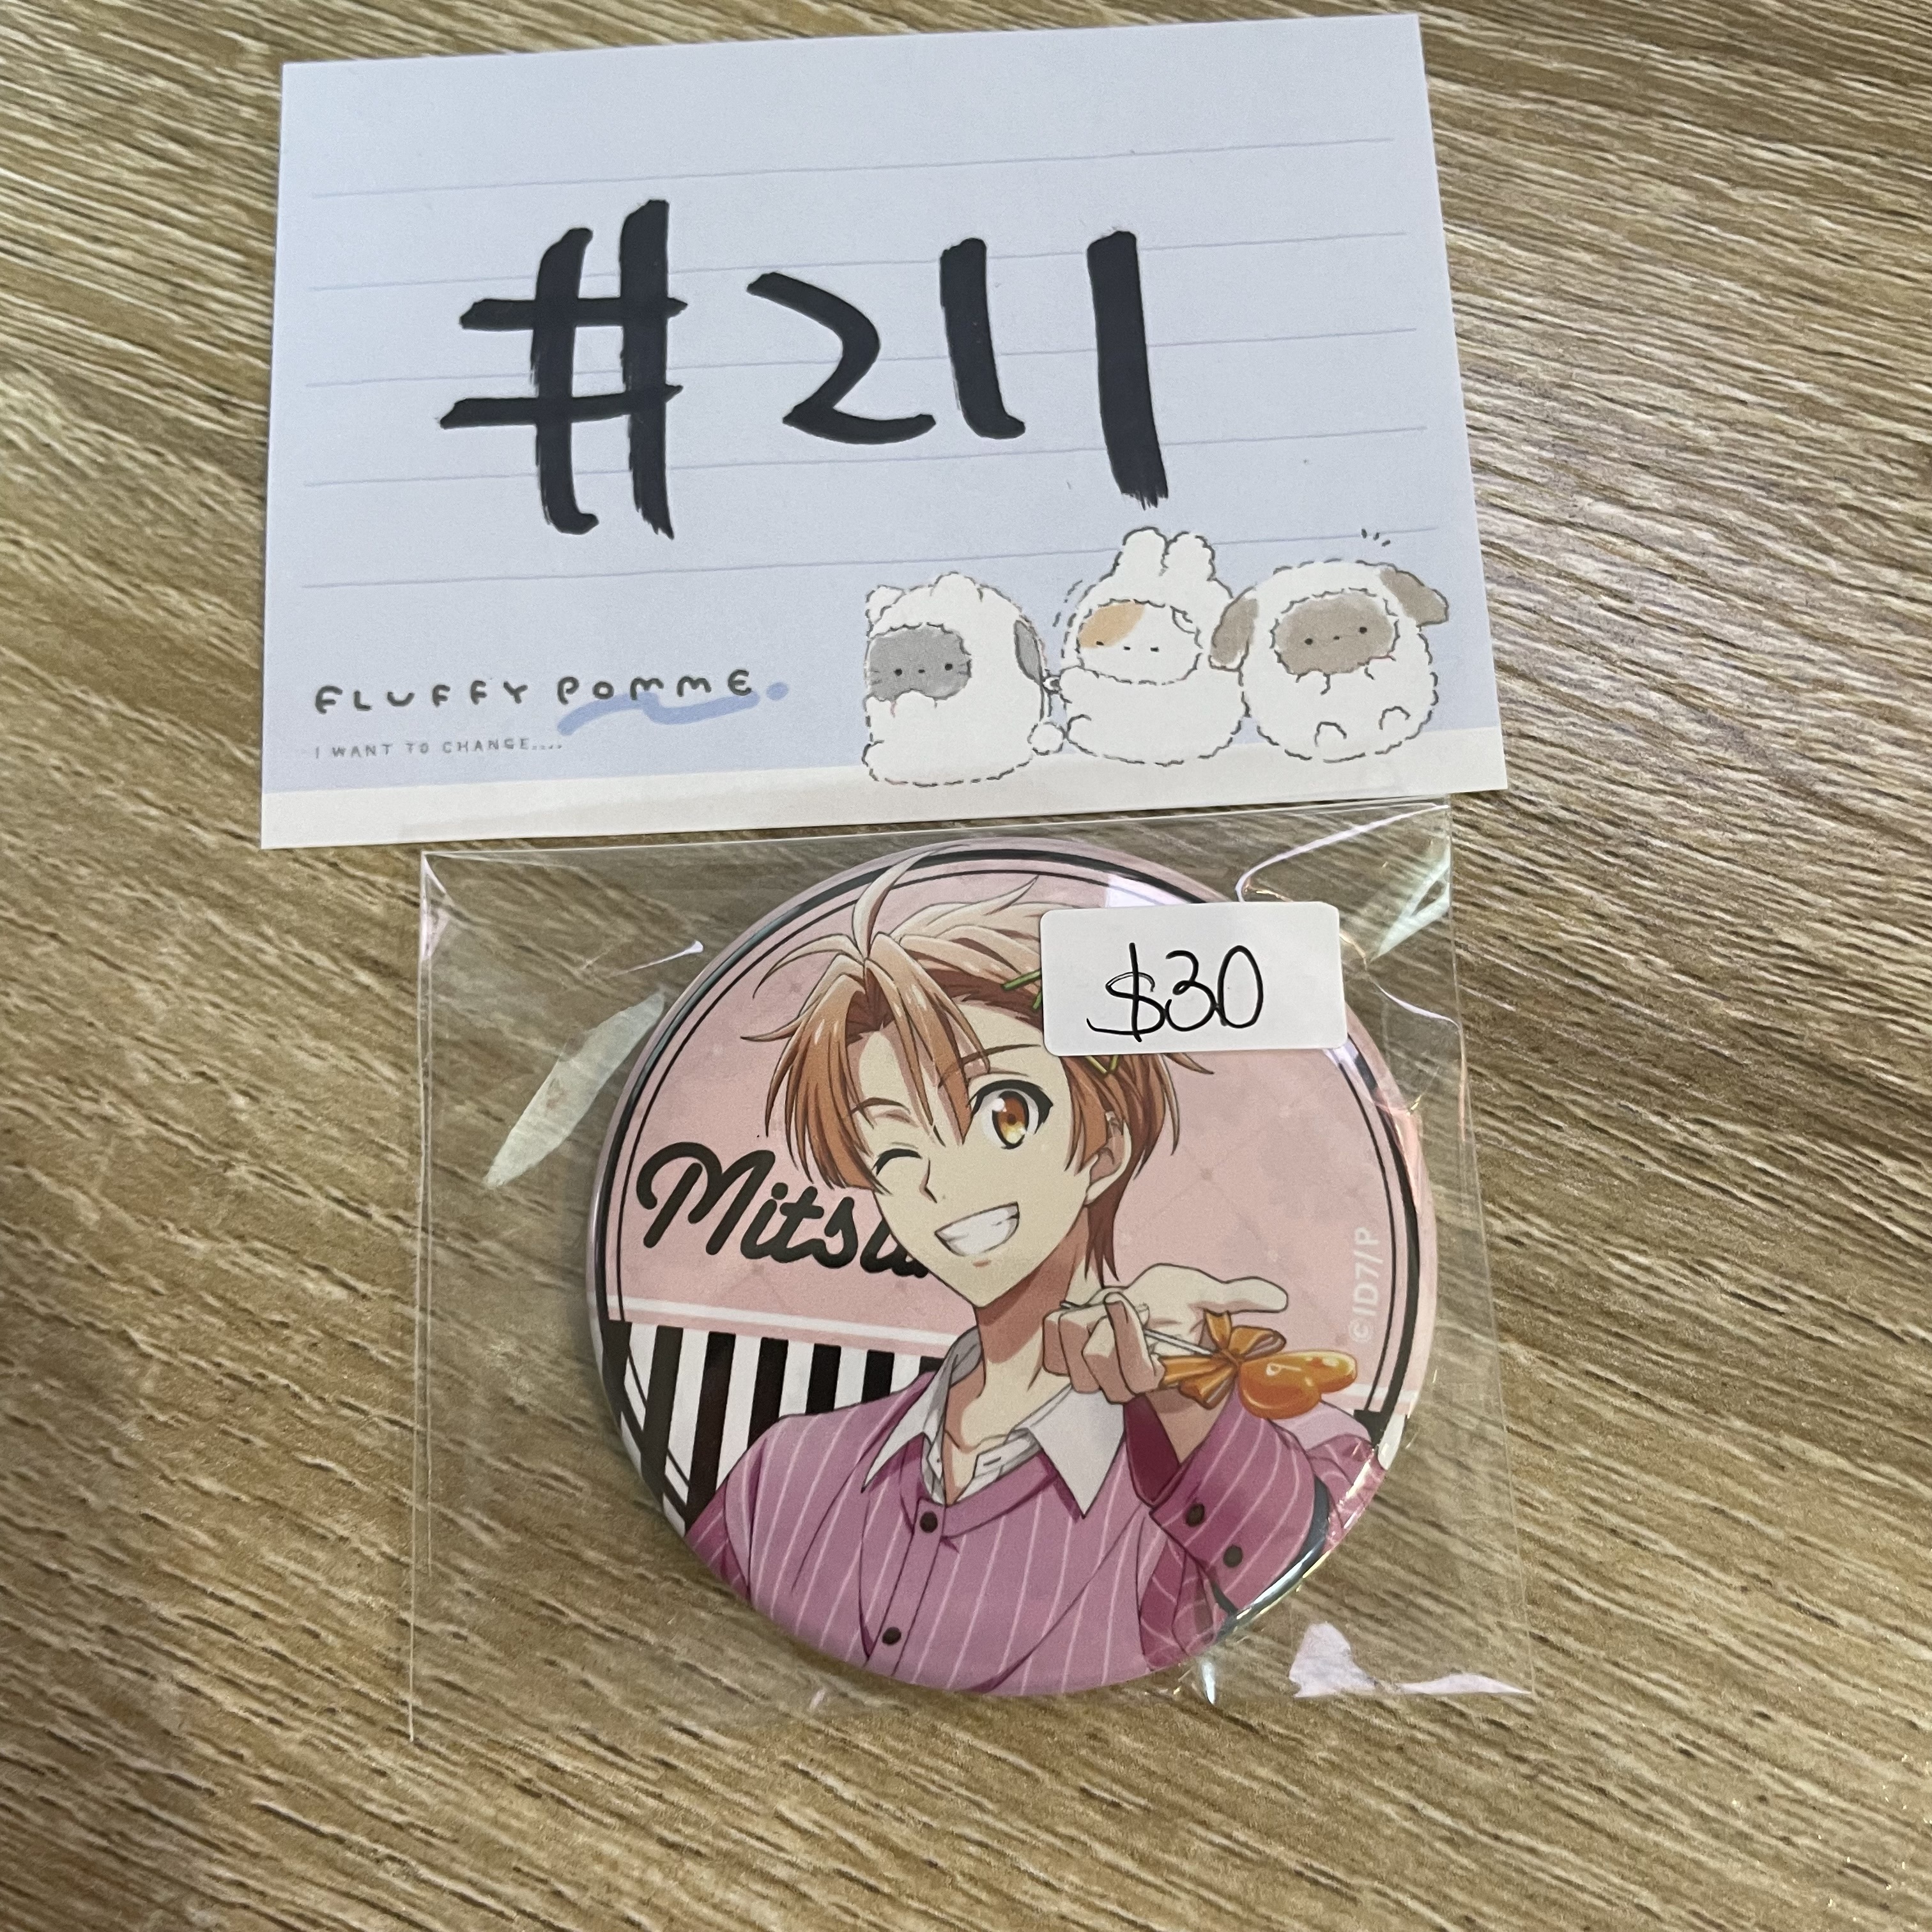 #211
FLUFFY POMME
I WANT TO CHANGE....
$30
Mitsu
©ID7/P